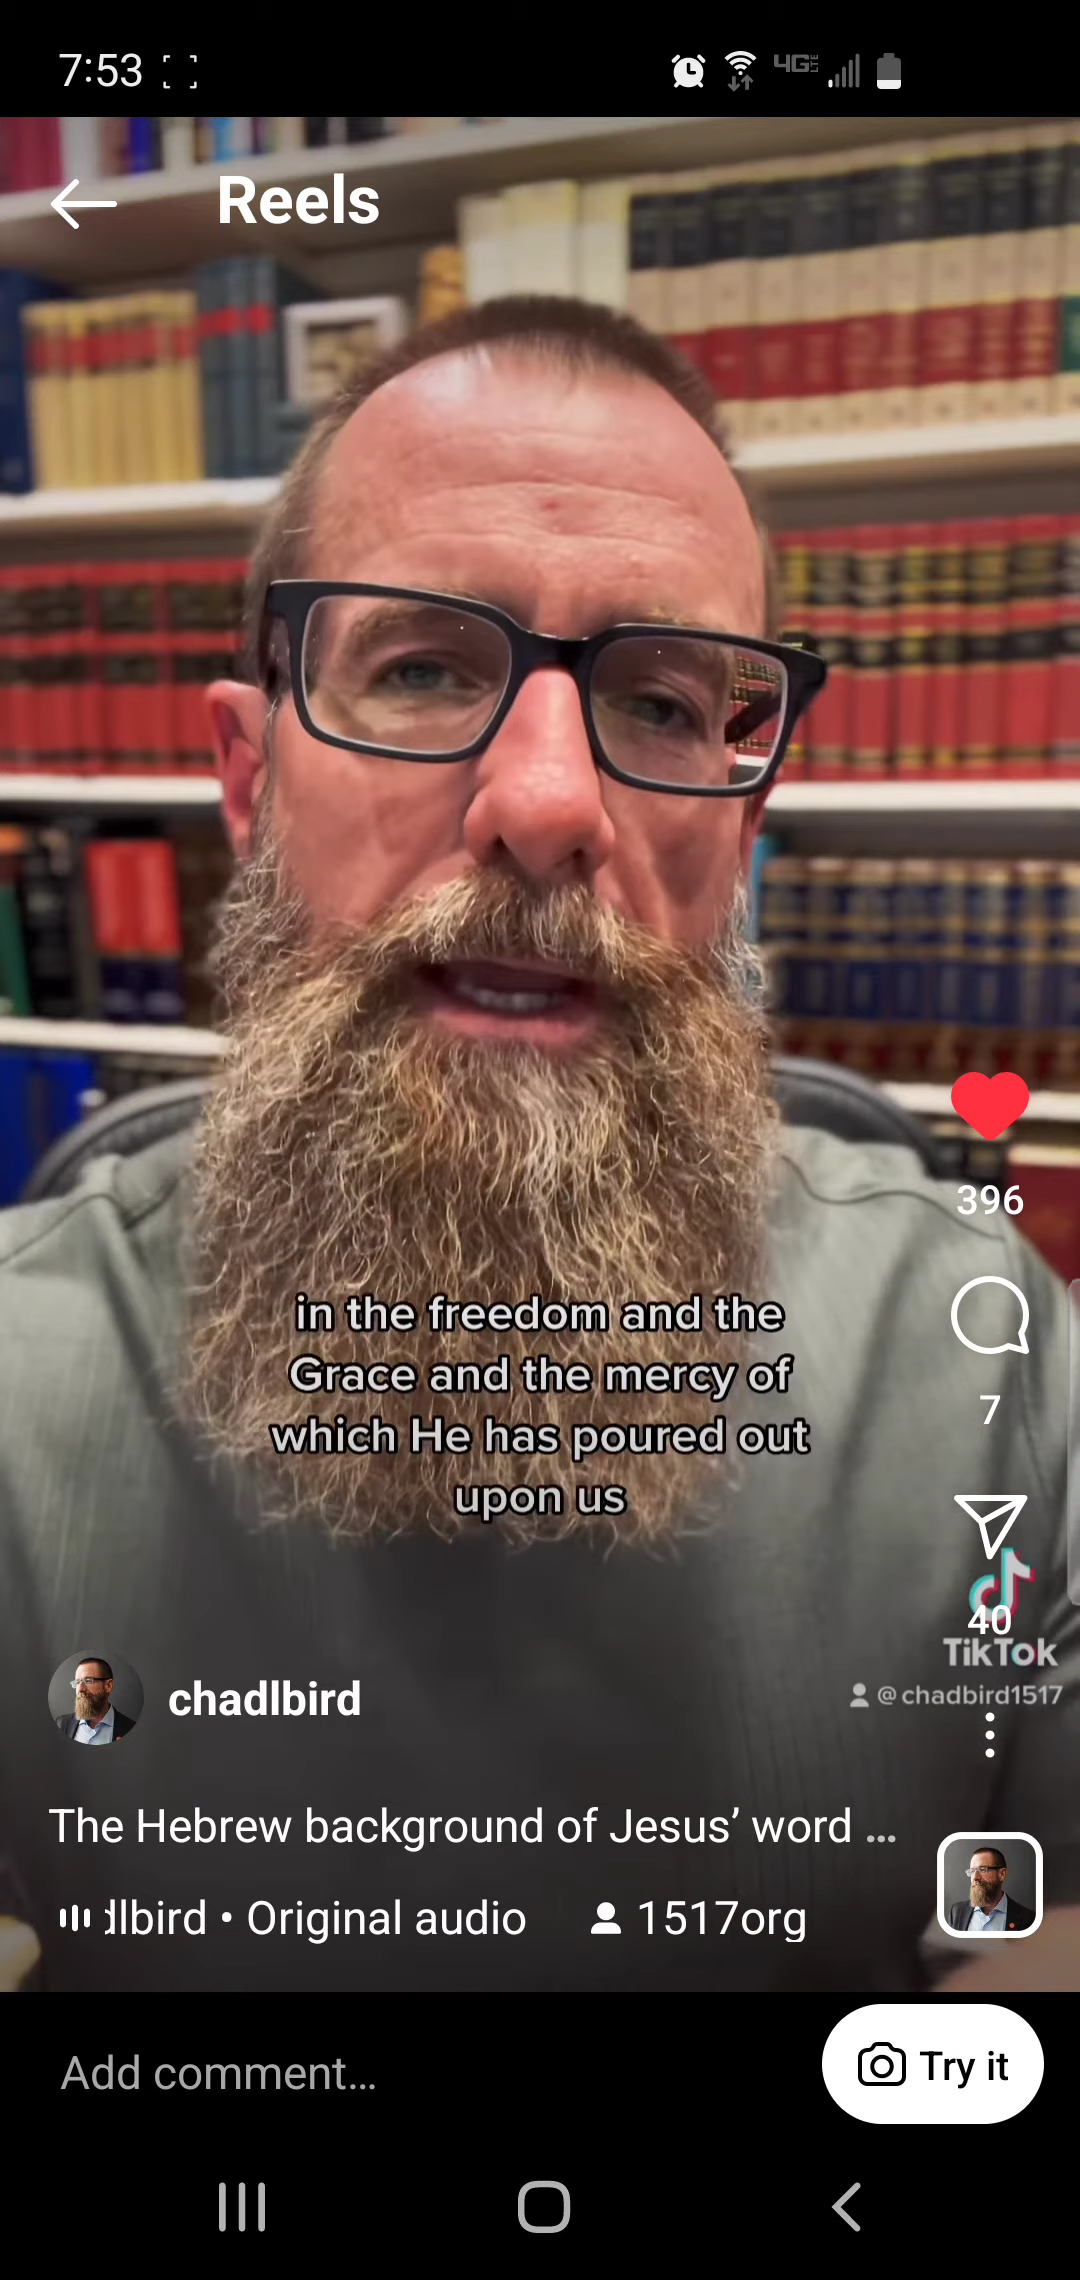 7:53
4G LTE
Reels
396
in the freedom and the
Grace and the mercy of
which He has poured out
upon us
7
40
TikTok
@chadbird1517
chadlbird
The Hebrew background of Jesus’ word ...
dlbird • Original audio 1517org
Add comment...
Try it